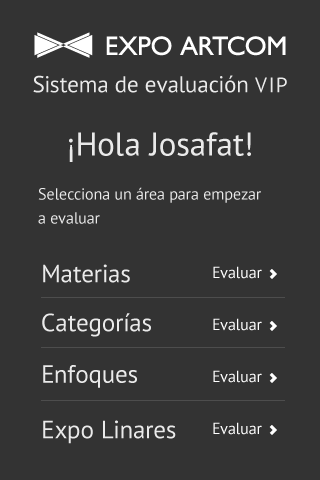 EXPO ARTCOM
Sistema de evaluación VIP
¡Hola Josafat!
Selecciona un área para empezar
a evaluar
Materias Evaluar
Categorías Evaluar
Enfoques Evaluar
Expo Linares Evaluar